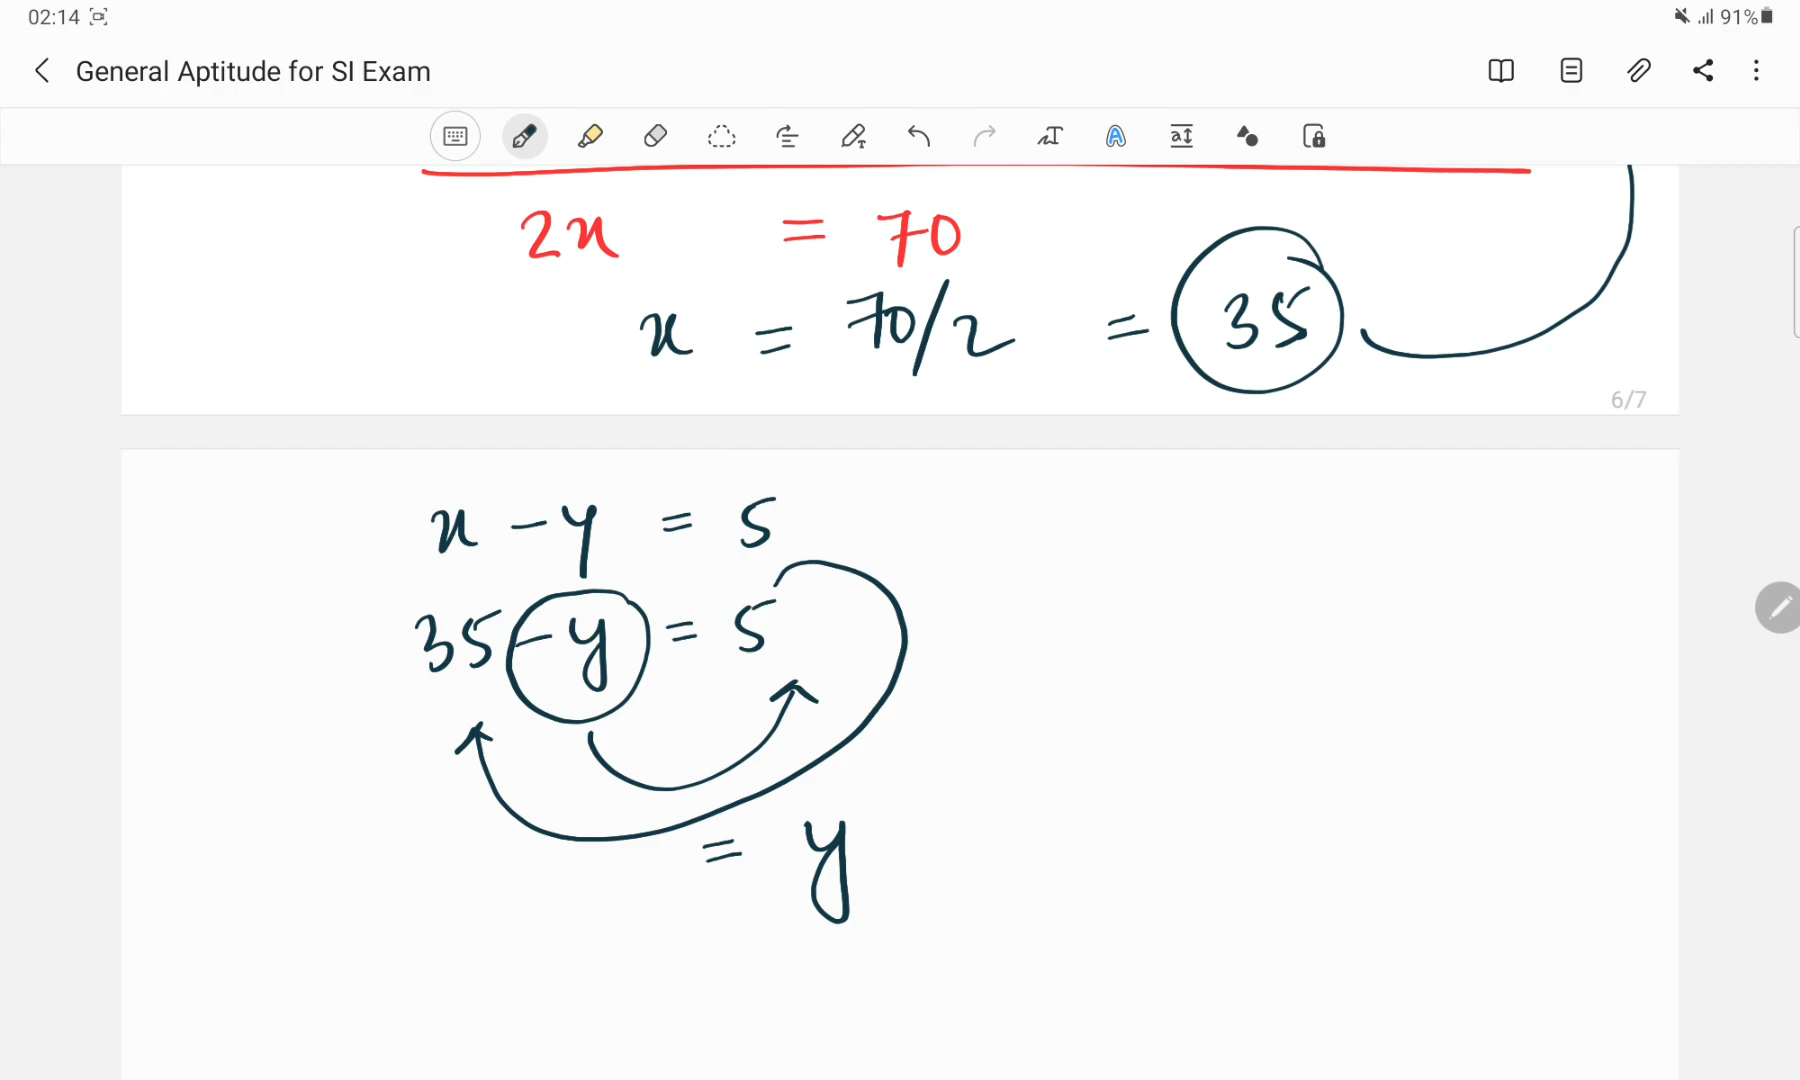 02:14 91%
General Aptitude for SI Exam
2x = 70
x = 70/2 = 35
6/7
x - y = 5
35 - y = 5
= y